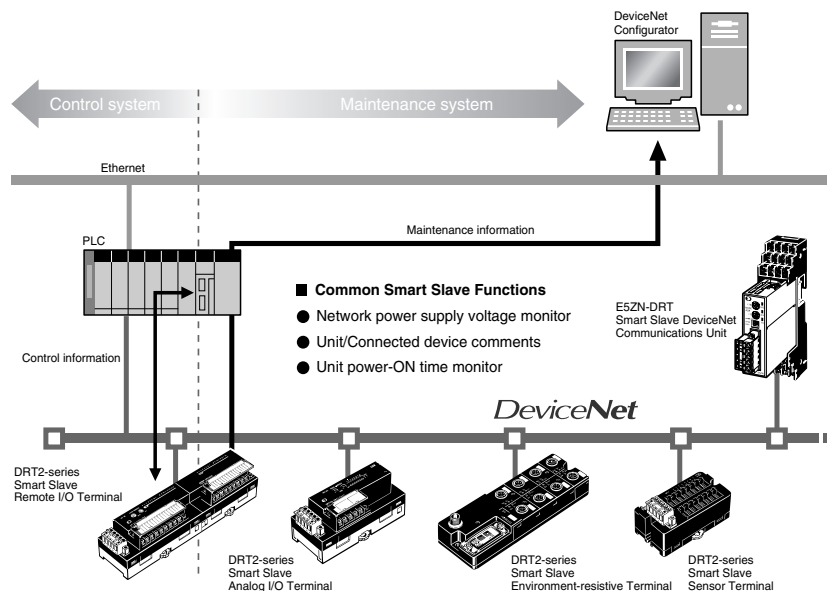 DeviceNet
Configurator
Control system
Maintenance system
Ethernet
PLC
Maintenance information
■ Common Smart Slave Functions
● Network power supply voltage monitor
● Unit/Connected device comments
● Unit power-ON time monitor
E5ZN-DRT
Smart Slave DeviceNet
Communications Unit
Control information
DeviceNet
DRT2-series
Smart Slave
Remote I/O Terminal
DRT2-series
Smart Slave
Analog I/O Terminal
DRT2-series
Smart Slave
Environment-resistive Terminal
DRT2-series
Smart Slave
Sensor Terminal